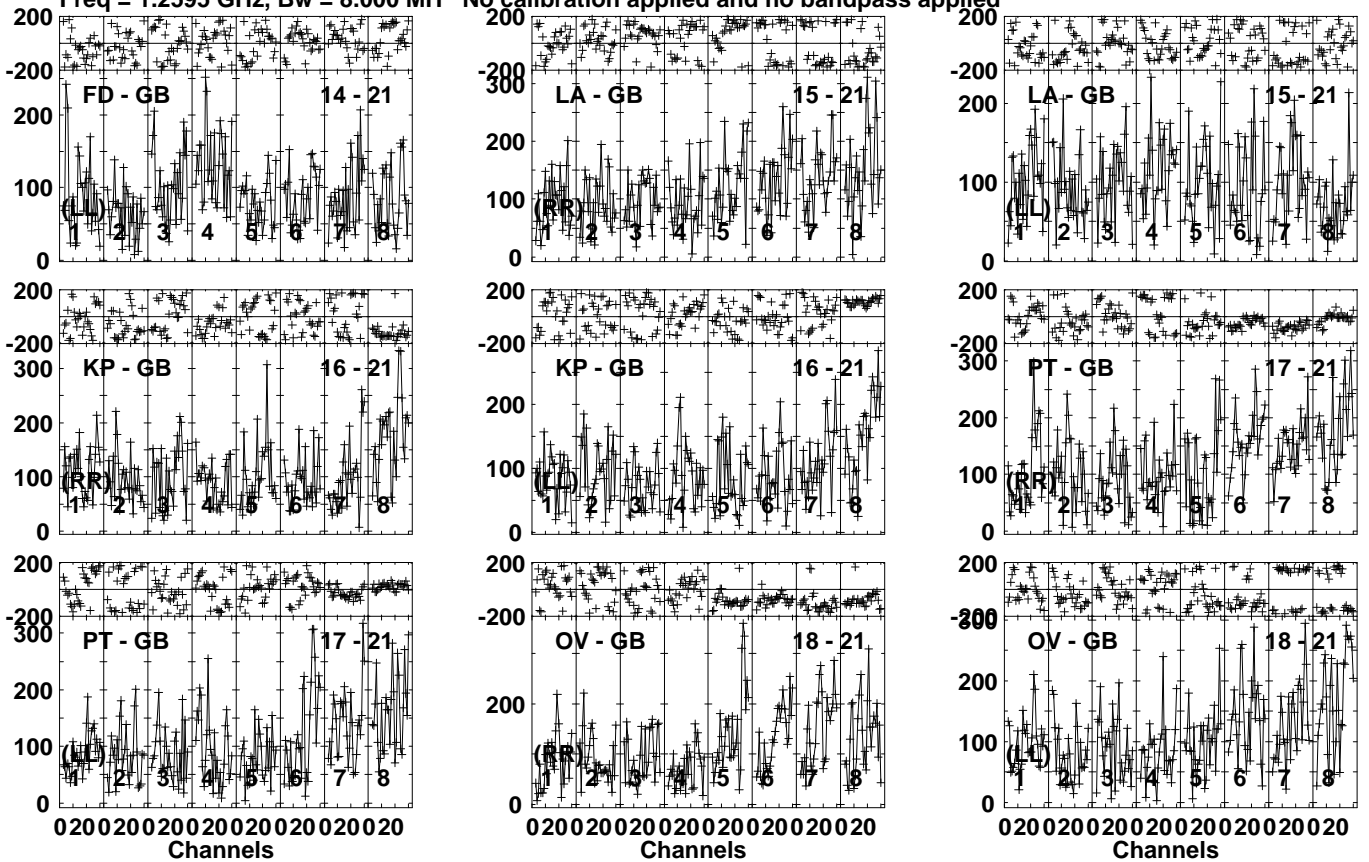 Freq = 1.2595 GHz, Bw = 8.000 MH No calibration applied and no bandpass applied
200 200 200
-200 -200 -200
FD - GB 14 - 21 LA - GB 15 - 21 LA - GB 15 - 21
200 300 200
200
100 100 100
(LL) (RR) (LL)
1 2 3 4 5 6 7 8 1 2 3 4 5 6 7 8 1 2 3 4 5 6 7 8
0 0 0
200 200 200
-200 -200 -200
KP - GB 16 - 21 KP - GB 16 - 21 PT - GB 17 - 21
300 300
200 200 200
100 100 100
(RR) (LL) (RR)
1 2 3 4 5 6 7 8 1 2 3 4 5 6 7 8 1 2 3 4 5 6 7 8
0 0 0
200 200 200
-200 -200 -200
300 300
PT - GB 17 - 21 OV - GB 18 - 21 OV - GB 18 - 21
200 200 200
100 100
(LL) (RR) (LL)
1 2 3 4 5 6 7 8 1 2 3 4 5 6 7 8 1 2 3 4 5 6 7 8
0 0 0
0 20 0 20 0 20 0 20 0 20 0 20 0 20 0 20 0 20 0 20 0 20 0 20 0 20 0 20 0 20 0 20 0 20 0 20 0 20 0 20 0 20 0 20 0 20 0 20
Channels Channels Channels